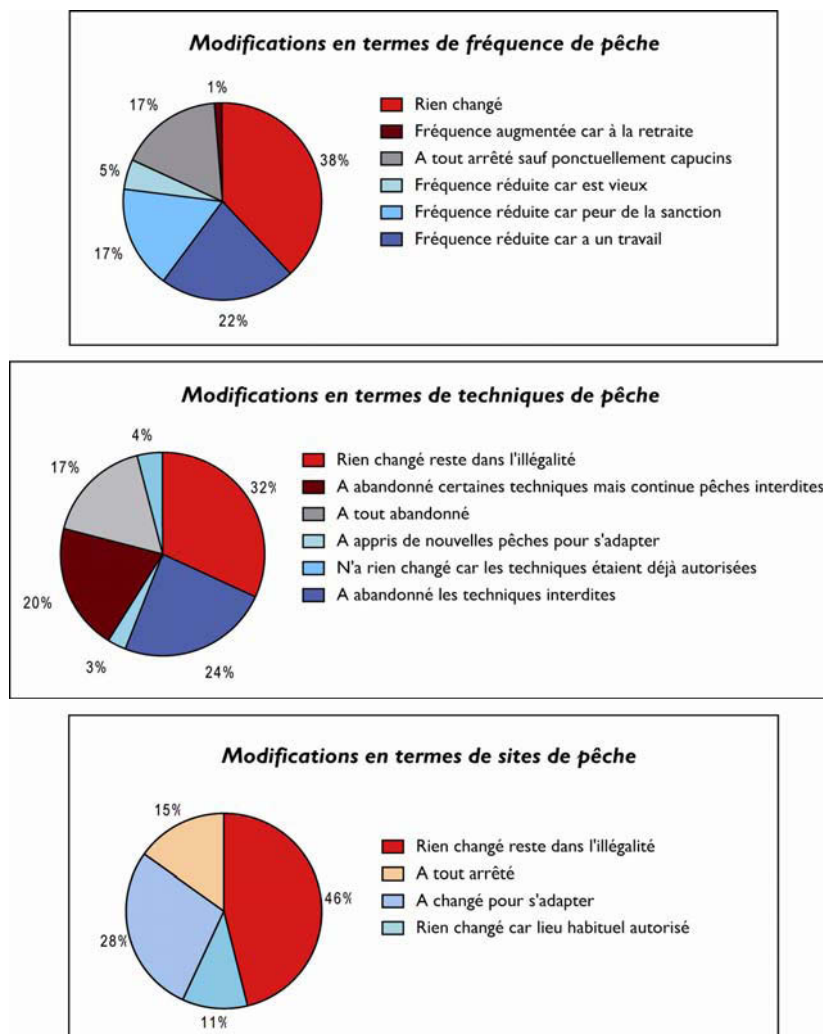 Modifications en termes de fréquence de pêche
1%
17%
38%
5%
17%
22%
Rien changé
Fréquence augmentée car à la retraite
A tout arrêté sauf ponctuellement capucins
Fréquence réduite car est vieux
Fréquence réduite car peur de la sanction
Fréquence réduite car a un travail
Modifications en termes de techniques de pêche
4%
17%
32%
20%
3%
24%
Rien changé reste dans l'illégalité
A abandonné certaines techniques mais continue pêches interdites
A tout abandonné
A appris de nouvelles pêches pour s'adapter
N'a rien changé car les techniques étaient déjà autorisées
A abandonné les techniques interdites
Modifications en termes de sites de pêche
15%
46%
28%
11%
Rien changé reste dans l'illégalité
A tout arrêté
A changé pour s'adapter
Rien changé car lieu habituel autorisé